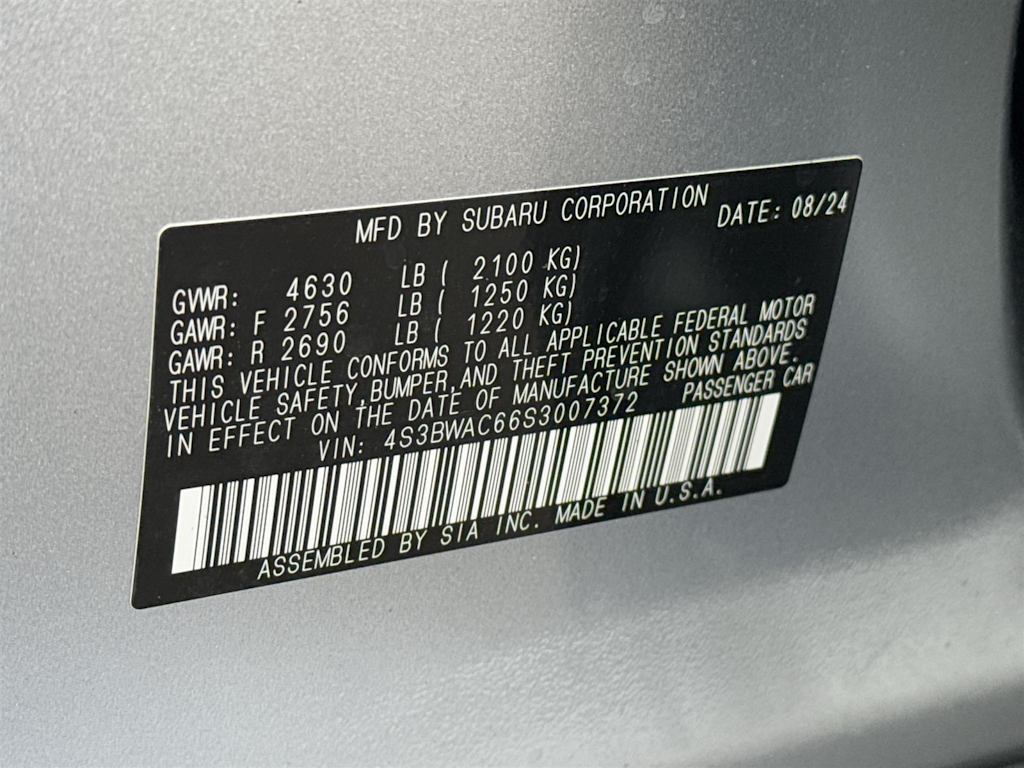 MFD BY SUBARU CORPORATION DATE: 08/24
GVWR: 4630 LB ( 2100 KG)
GAWR: F 2756 LB ( 1250 KG)
GAWR: R 2690 LB ( 1220 KG)
THIS VEHICLE CONFORMS TO ALL APPLICABLE FEDERAL MOTOR
VEHICLE SAFETY,BUMPER,AND THEFT PREVENTION STANDARDS
IN EFFECT ON THE DATE OF MANUFACTURE SHOWN ABOVE.
VIN: 4S3BWAC66S3007372 PASSENGER CAR
ASSEMBLED BY SIA INC. MADE IN U.S.A.